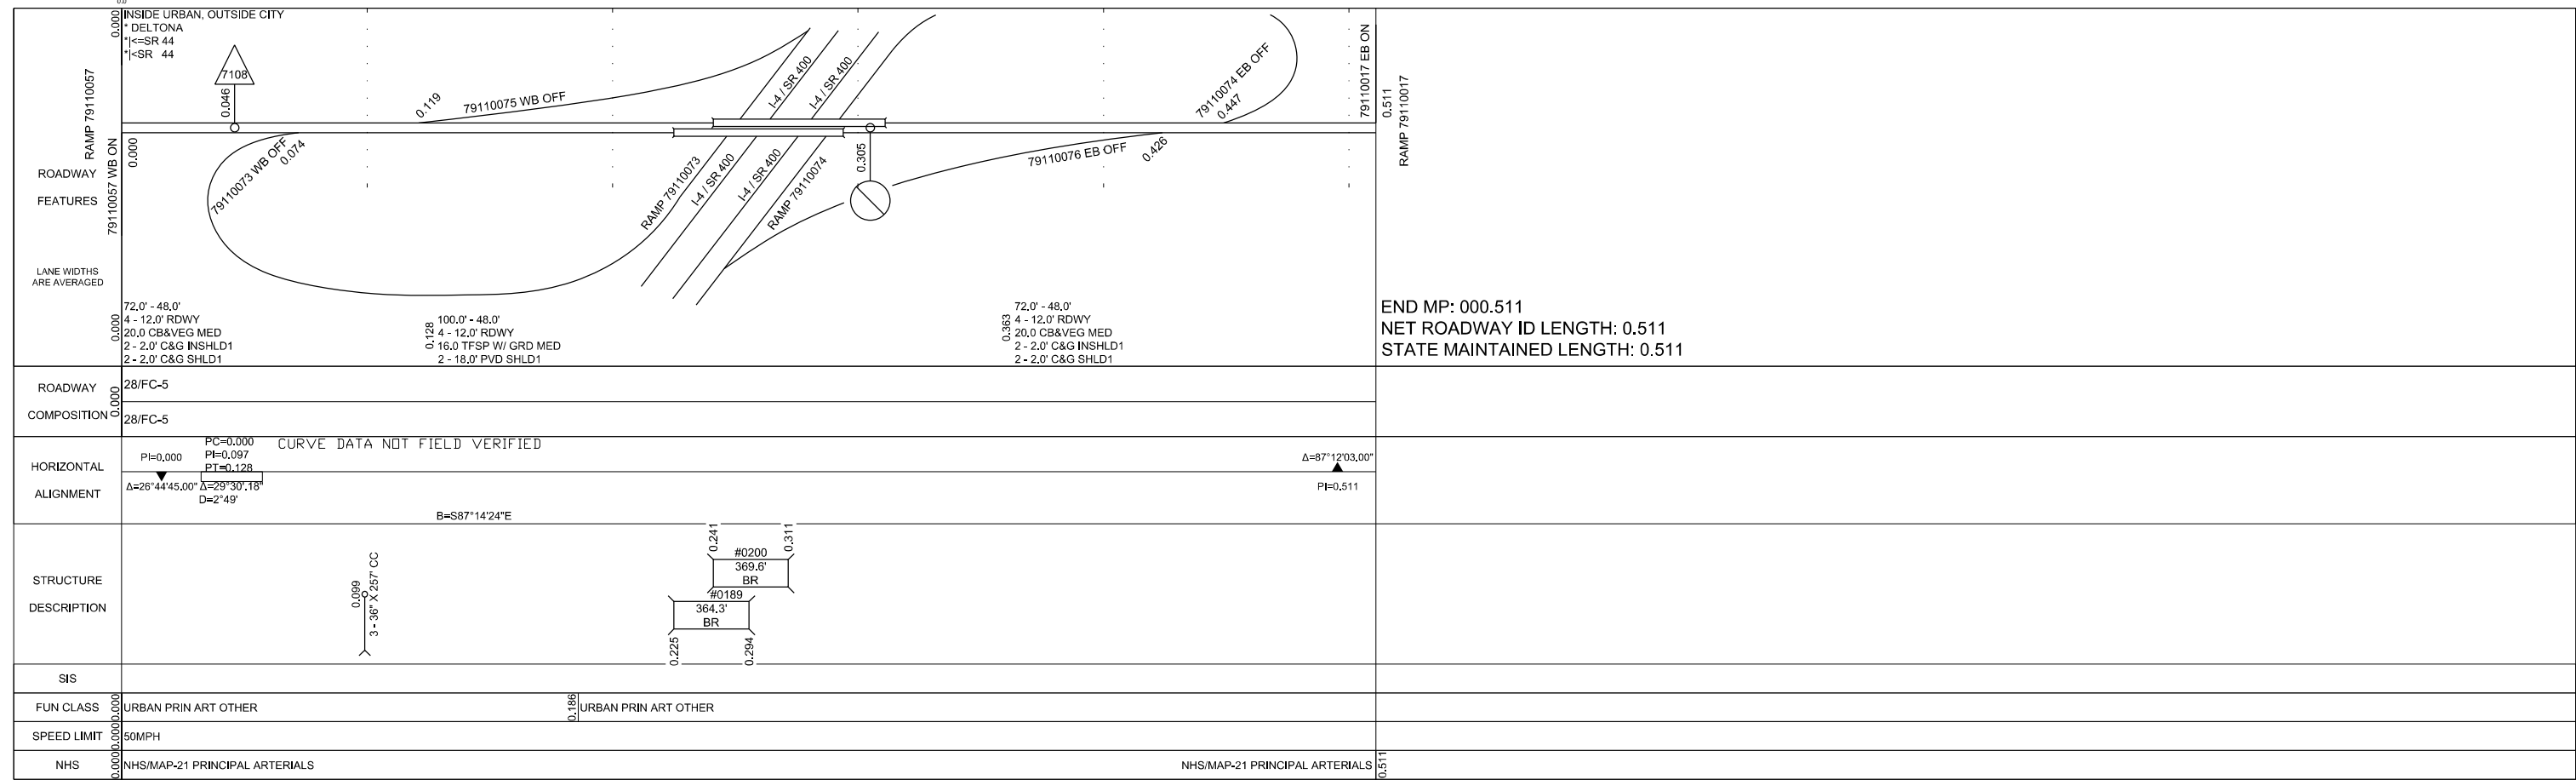 0.0
0.000
INSIDE URBAN, OUTSIDE CITY
* DELTONA
*|<=SR 44
*|<SR 44
RAMP 79110057
79110057 WB ON
0.000
7108
0.046
79110073 WB OFF
0.074
0.119
79110075 WB OFF
I-4 / SR 400
I-4 / SR 400
RAMP 79110073
I-4 / SR 400
I-4 / SR 400
RAMP 79110074
0.305
79110076 EB OFF
0.426
79110074 EB OFF
0.447
79110017 EB ON
0.511
RAMP 79110017
ROADWAY
FEATURES
LANE WIDTHS
ARE AVERAGED
0.000
72.0' - 48.0'
4 - 12.0' RDWY
20.0 CB&VEG MED
2 - 2.0' C&G INSHLD1
2 - 2.0' C&G SHLD1
0.128
100.0' - 48.0'
4 - 12.0' RDWY
16.0 TFSP W/ GRD MED
2 - 18.0' PVD SHLD1
0.363
72.0' - 48.0'
4 - 12.0' RDWY
20.0 CB&VEG MED
2 - 2.0' C&G INSHLD1
2 - 2.0' C&G SHLD1
END MP: 000.511
NET ROADWAY ID LENGTH: 0.511
STATE MAINTAINED LENGTH: 0.511
ROADWAY
COMPOSITION
0.000
28/FC-5
28/FC-5
HORIZONTAL
ALIGNMENT
PI=0.000
Δ=26°44'45.00"
PC=0.000
PI=0.097
PT=0.128
Δ=29°30'.18"
D=2°49'
CURVE DATA NOT FIELD VERIFIED
B=S87°14'24"E
Δ=87°12'03.00"
PI=0.511
STRUCTURE
DESCRIPTION
0.099
3 - 36" X 257' CC
0.241
0.311
#0200
369.6'
BR
#0189
364.3'
BR
0.225
0.294
SIS
FUN CLASS
0.000
URBAN PRIN ART OTHER
0.186
URBAN PRIN ART OTHER
SPEED LIMIT
0.000
50MPH
NHS
0.000
NHS/MAP-21 PRINCIPAL ARTERIALS
NHS/MAP-21 PRINCIPAL ARTERIALS
0.511